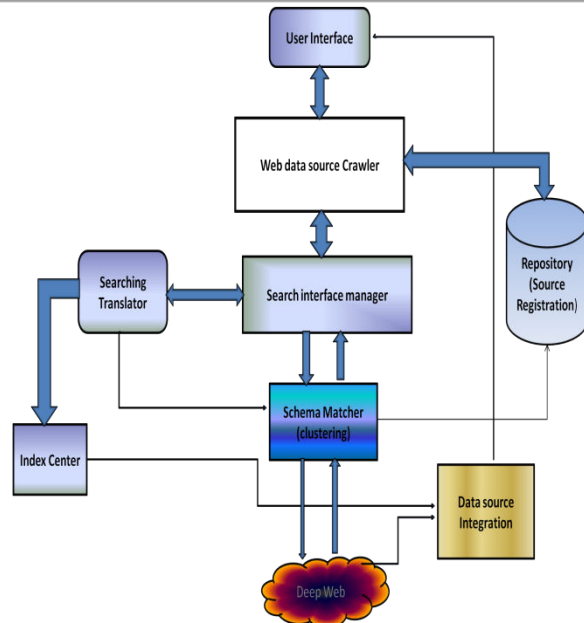 User Interface
Web data source Crawler
Repository
(Source
Registration)
Searching
Translator
Search interface manager
Schema Matcher
(clustering)
Index Center
Data source
Integration
Deep Web